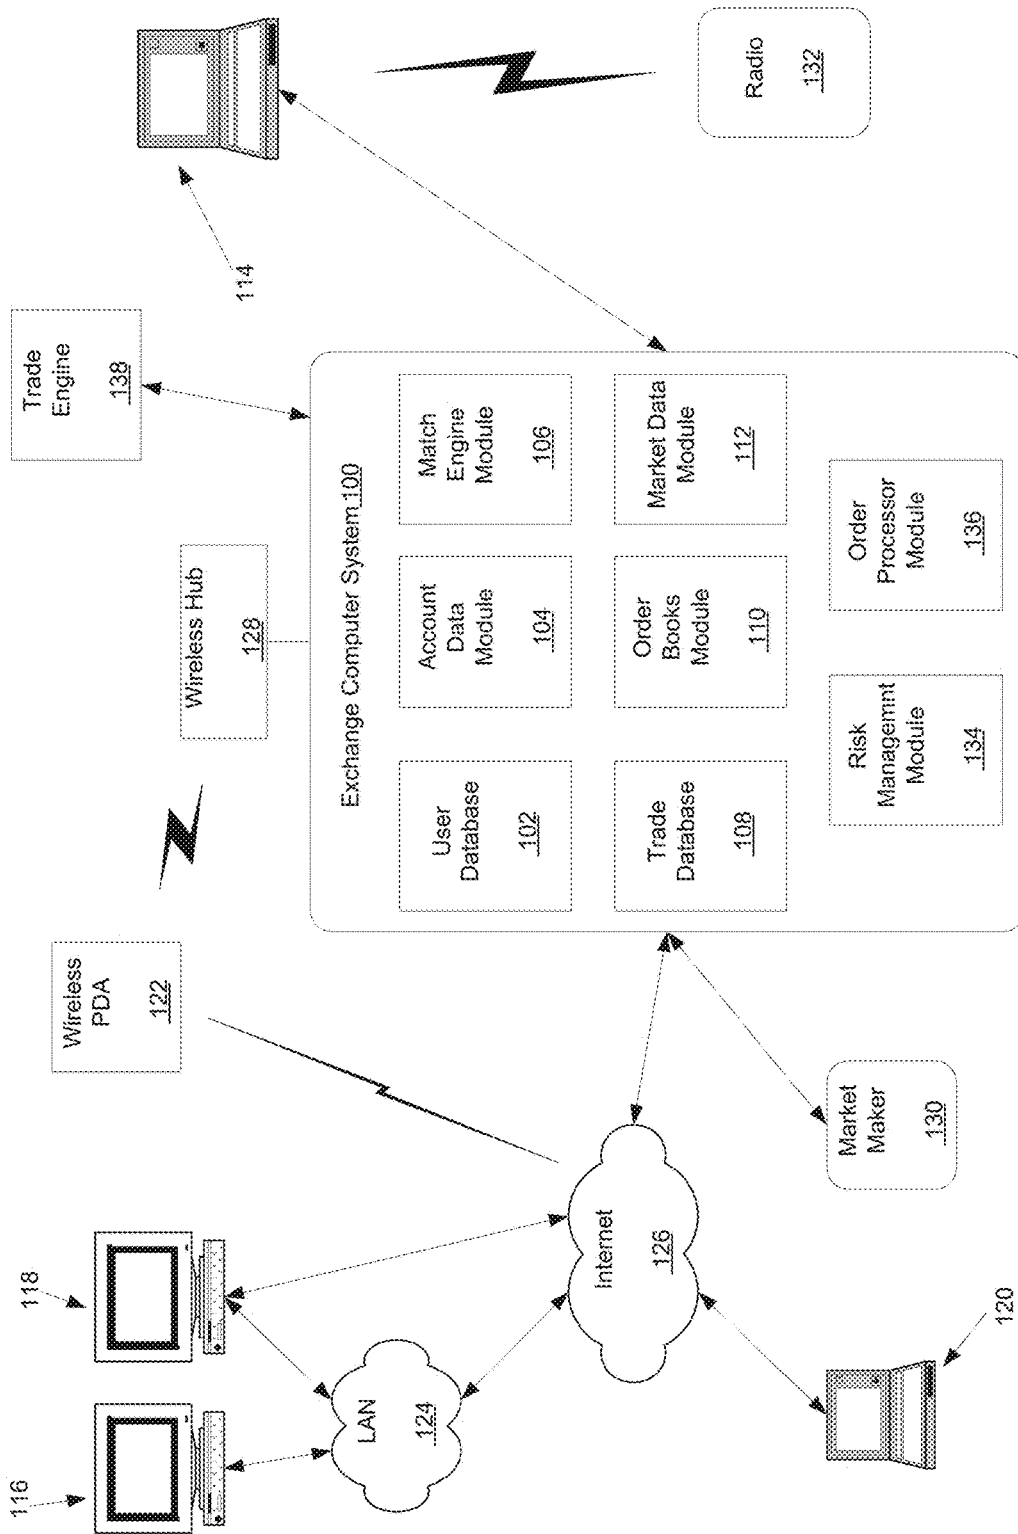 116
118
Trade
Engine
138
Wireless
PDA
122
Wireless Hub
128
114
Exchange Computer System 100
LAN
124
User
Database
102
Account
Data
Module
104
Match
Engine
Module
106
Internet
126
Trade
Database
108
Order
Books
Module
110
Market Data
Module
112
Radio
132
Market
Maker
130
Risk
Managemnt
Module
134
Order
Processor
Module
136
120